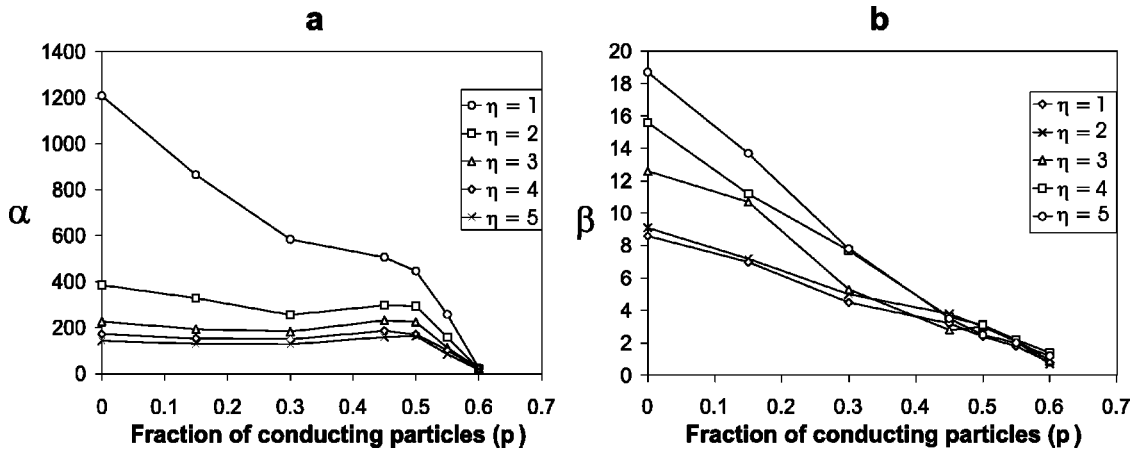 a
1400
1200
1000
800
600
400
200
0
α
0 0.1 0.2 0.3 0.4 0.5 0.6 0.7
Fraction of conducting particles (p)
η = 1
η = 2
η = 3
η = 4
η = 5
b
20
18
16
14
12
10
8
6
4
2
0
β
0 0.1 0.2 0.3 0.4 0.5 0.6 0.7
Fraction of conducting particles (p)
η = 1
η = 2
η = 3
η = 4
η = 5